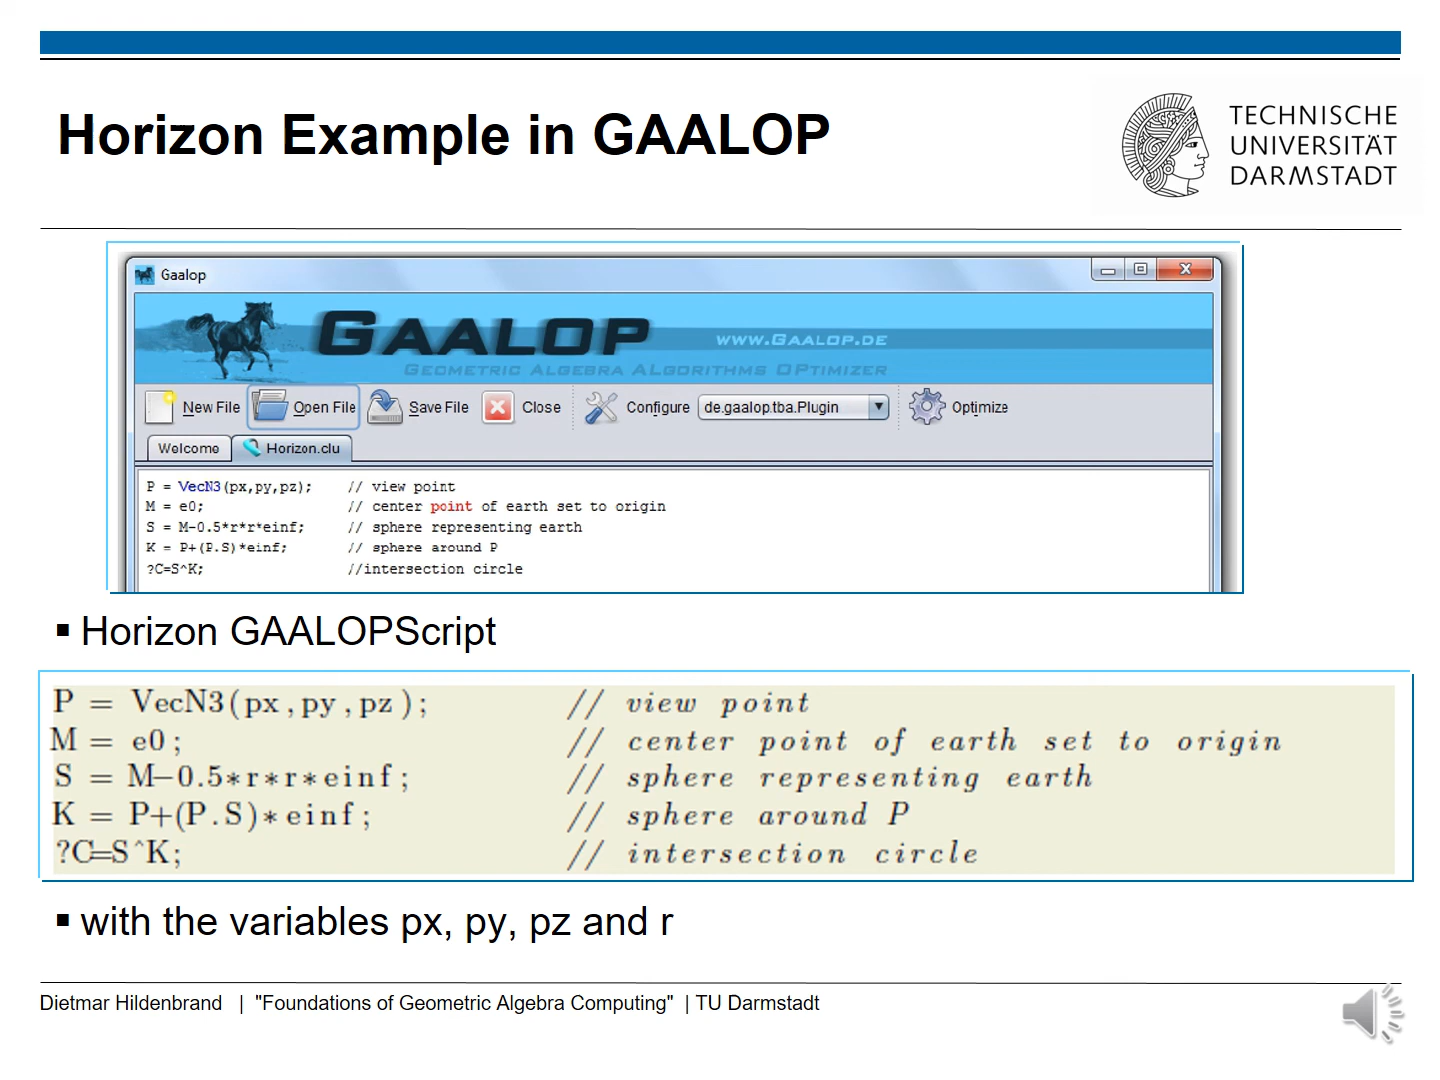 Horizon Example in GAALOP
TECHNISCHE
UNIVERSITÄT
DARMSTADT
Gaalop
GAALOP
WWW.GAALOP.DE
GEOMETRIC ALGEBRA ALGORITHMS OPTIMIZER
New File Open File Save File Close Configure de.gaalop.tba.Plugin Optimize
Welcome Horizon.clu
P = VecN3(px,py,pz); // view point
M = e0; // center point of earth set to origin
S = M-0.5*r*r*einf; // sphere representing earth
K = P+(P.S)*einf; // sphere around P
?C=S^K; //intersection circle
▪ Horizon GAALOPScript
P = VecN3(px,py,pz); // view point
M = e0; // center point of earth set to origin
S = M-0.5*r*r*einf; // sphere representing earth
K = P+(P.S)*einf; // sphere around P
?C=S^K; // intersection circle
▪ with the variables px, py, pz and r
Dietmar Hildenbrand | "Foundations of Geometric Algebra Computing" | TU Darmstadt